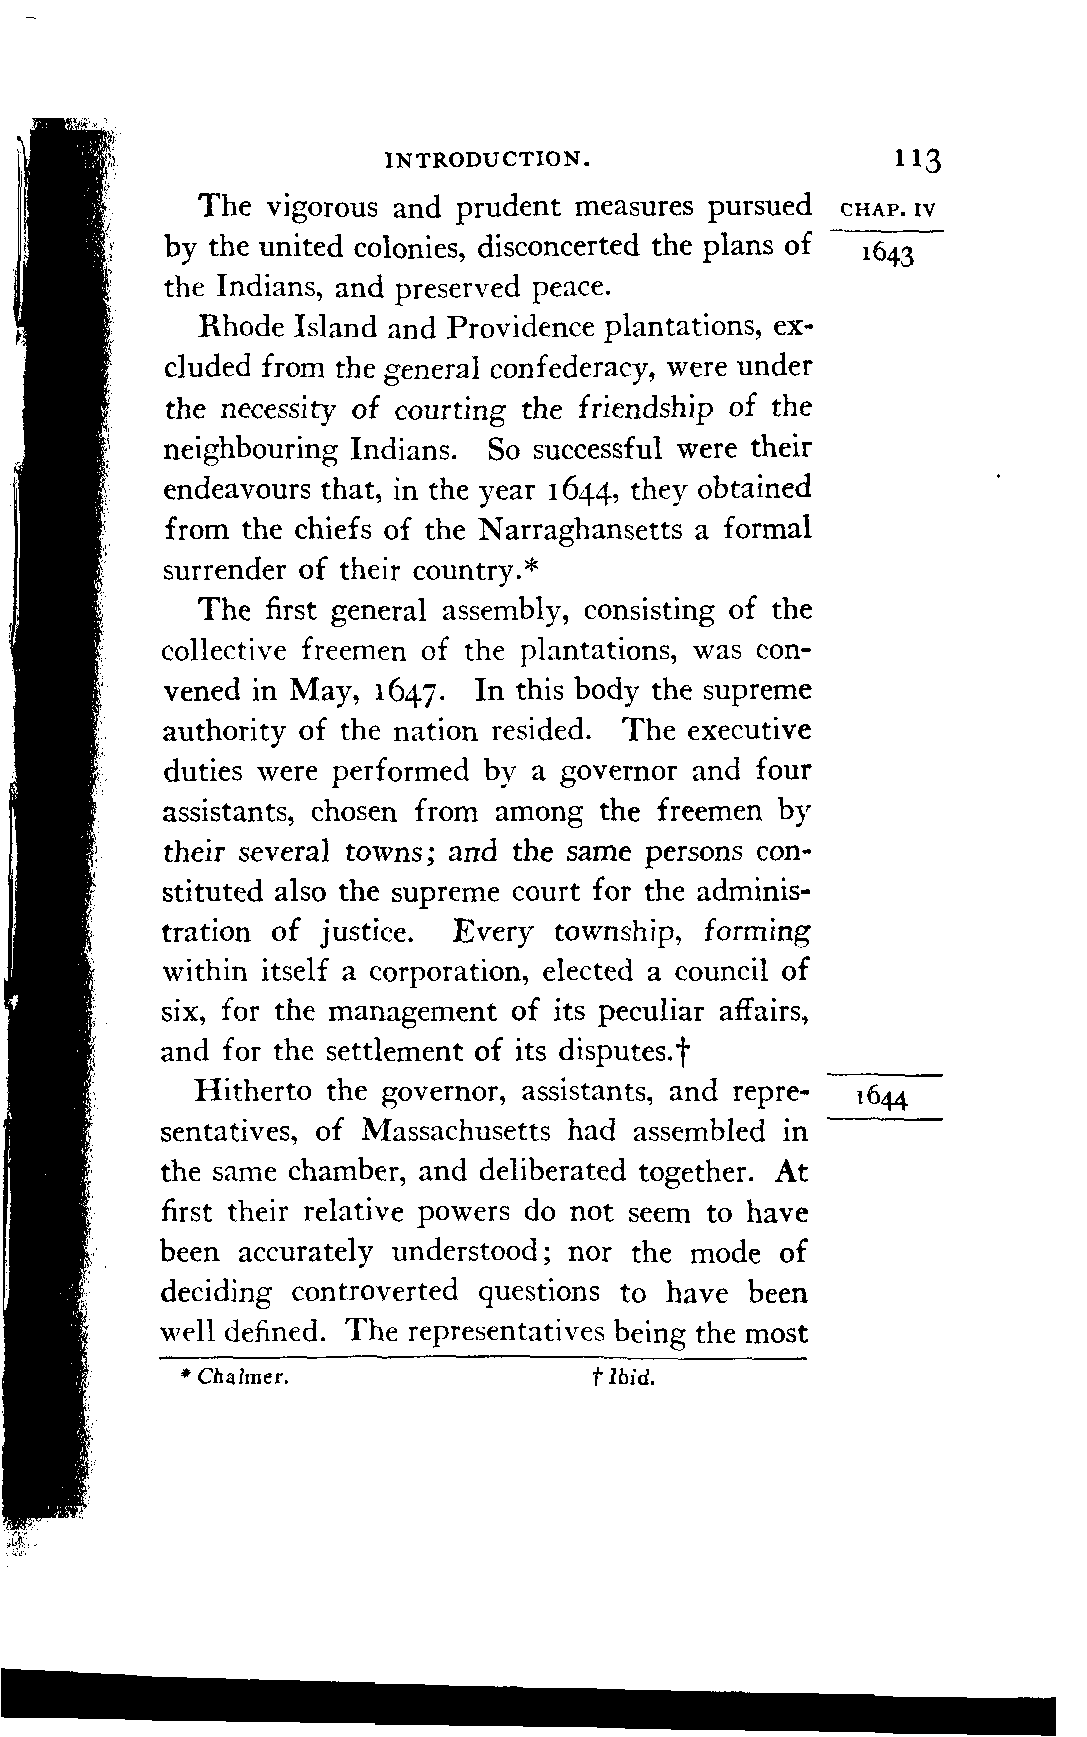 INTRODUCTION. 113
The vigorous and prudent measures pursued CHAP. IV
by the united colonies, disconcerted the plans of 1643
the Indians, and preserved peace.
Rhode Island and Providence plantations, ex-
cluded from the general confederacy, were under
the necessity of courting the friendship of the
neighbouring Indians. So successful were their
endeavours that, in the year 1644, they obtained
from the chiefs of the Narraghansetts a formal
surrender of their country.*
The first general assembly, consisting of the
collective freemen of the plantations, was con-
vened in May, 1647. In this body the supreme
authority of the nation resided. The executive
duties were performed by a governor and four
assistants, chosen from among the freemen by
their several towns; and the same persons con-
stituted also the supreme court for the adminis-
tration of justice. Every township, forming
within itself a corporation, elected a council of
six, for the management of its peculiar affairs,
and for the settlement of its disputes.†
Hitherto the governor, assistants, and repre- 1644
sentatives, of Massachusetts had assembled in
the same chamber, and deliberated together. At
first their relative powers do not seem to have
been accurately understood; nor the mode of
deciding controverted questions to have been
well defined. The representatives being the most
* Chalmer. † Ibid.